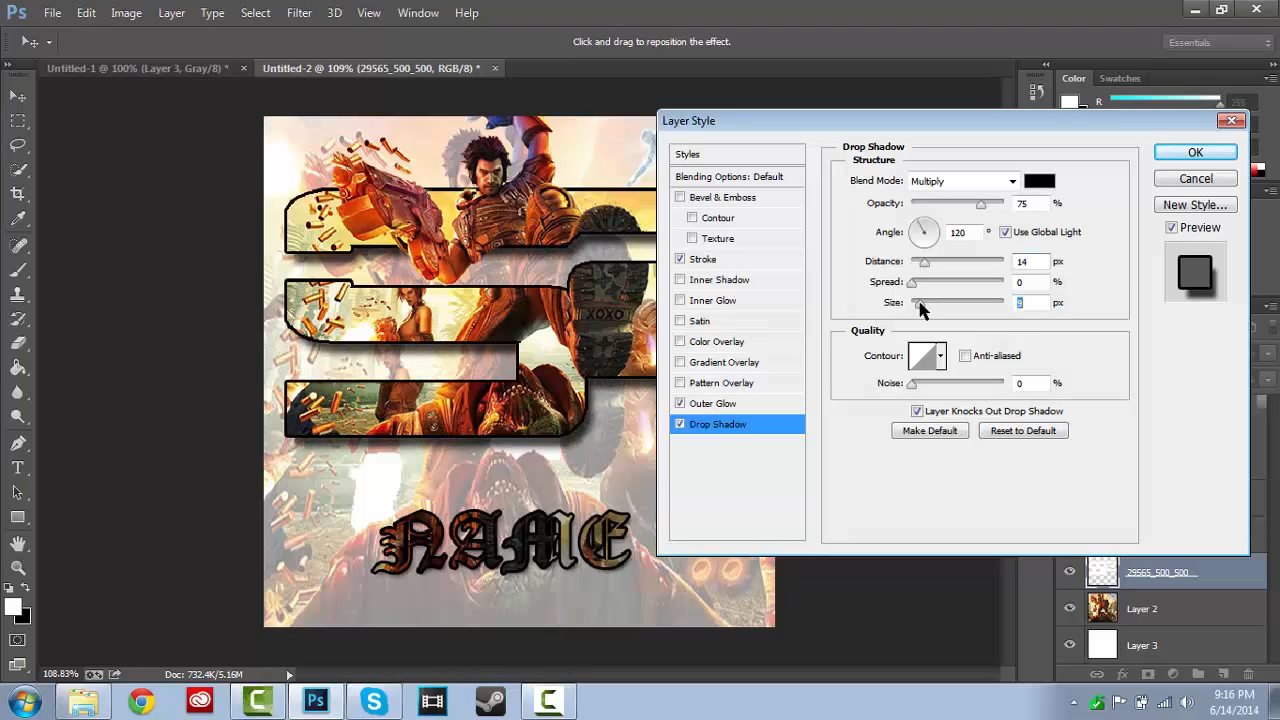 Ps File Edit Image Layer Type Select Filter 3D View Window Help
Click and drag to reposition the effect.
Essentials
Untitled-1 @ 100% (Layer 3, Gray/8) * × Untitled-2 @ 109% (29565_500_500, RGB/8) * ×
Color Swatches
R 255
Layer Style
Styles
Blending Options: Default
Bevel & Emboss
Contour
Texture
Stroke
Inner Shadow
Inner Glow
Satin
Color Overlay
Gradient Overlay
Pattern Overlay
Outer Glow
Drop Shadow
Drop Shadow
Structure
Blend Mode: Multiply
Opacity: 75 %
Angle: 120 ° Use Global Light
Distance: 14 px
Spread: 0 %
Size: px
Quality
Contour: Anti-aliased
Noise: 0 %
Layer Knocks Out Drop Shadow
Make Default Reset to Default
OK
Cancel
New Style...
Preview
XOXO
NAME
29565_500_500
Layer 2
Layer 3
fx
108.83% Doc: 732.4K/5.16M
Ps
9:16 PM
6/14/2014